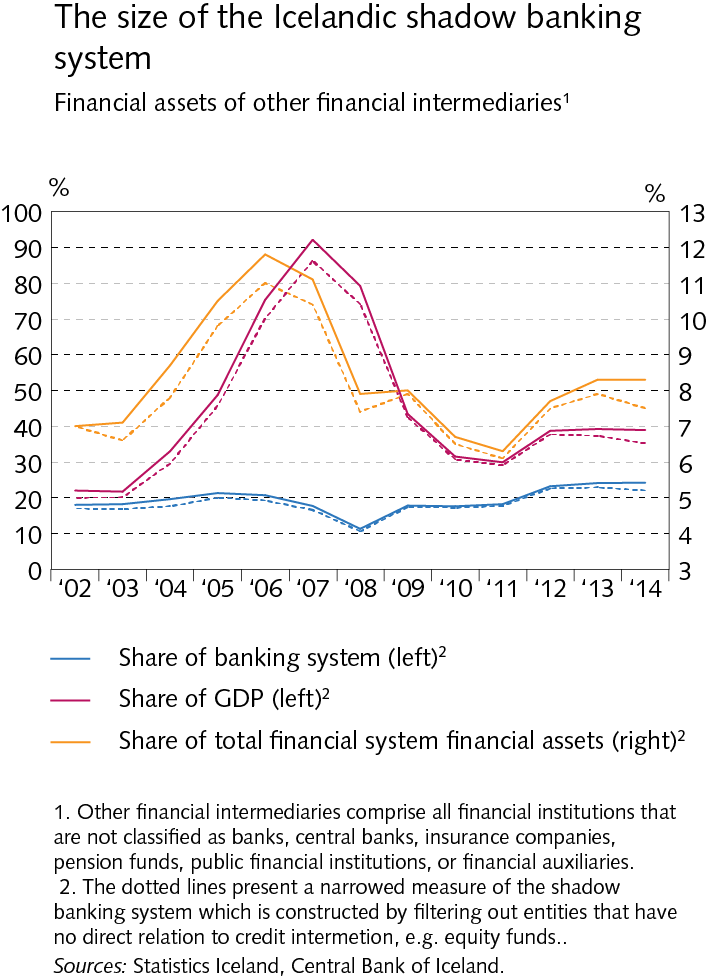 The size of the Icelandic shadow banking
system
Financial assets of other financial intermediaries¹
%
%
100
13
90
12
80
11
70
10
60
9
50
8
40
7
30
6
20
5
10
4
0
3
‘02 ‘03 ‘04 ‘05 ‘06 ‘07 ‘08 ‘09 ‘10 ‘11 ‘12 ‘13 ‘14
Share of banking system (left)²
Share of GDP (left)²
Share of total financial system financial assets (right)²
1. Other financial intermediaries comprise all financial institutions that
are not classified as banks, central banks, insurance companies,
pension funds, public financial institutions, or financial auxiliaries.
2. The dotted lines present a narrowed measure of the shadow
banking system which is constructed by filtering out entities that have
no direct relation to credit intermetion, e.g. equity funds..
Sources: Statistics Iceland, Central Bank of Iceland.